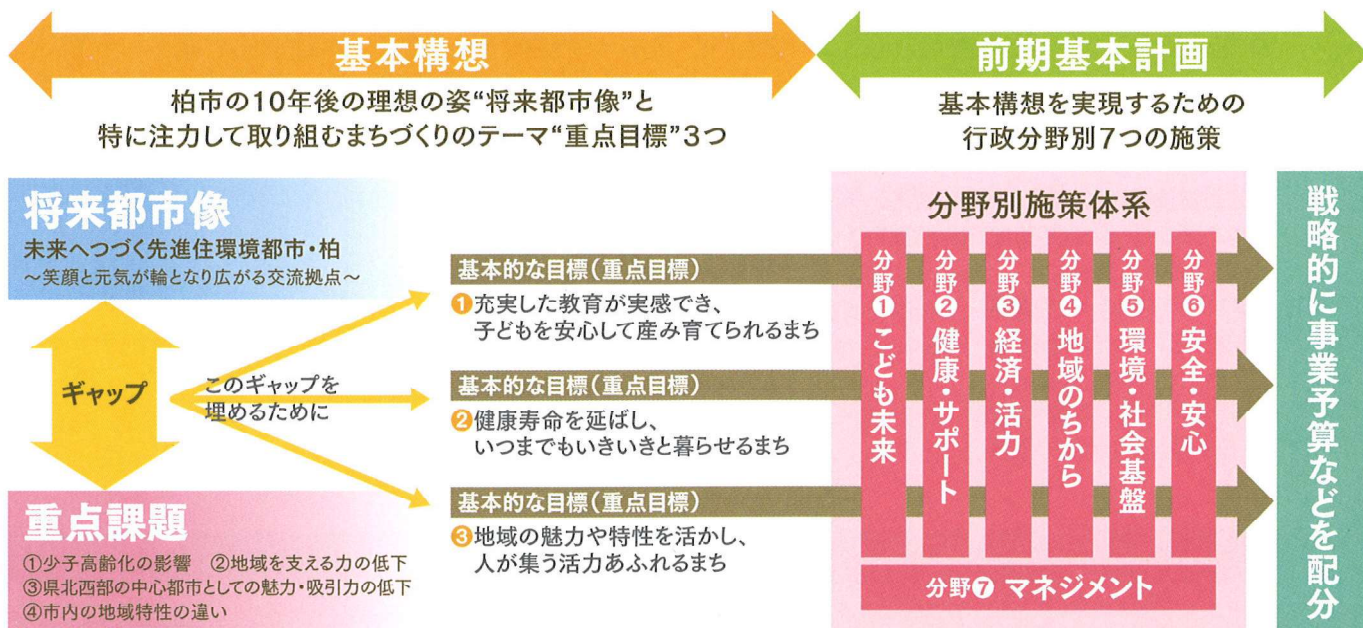 基本構想
柏市の10年後の理想の姿“将来都市像”と
特に注力して取り組むまちづくりのテーマ“重点目標”3つ
前期基本計画
基本構想を実現するための
行政分野別7つの施策
将来都市像
未来へつづく先進住環境都市・柏
～笑顔と元気が輪となり広がる交流拠点～
ギャップ
このギャップを
埋めるために
重点課題
①少子高齢化の影響 ②地域を支える力の低下
③県北西部の中心都市としての魅力・吸引力の低下
④市内の地域特性の違い
基本的な目標(重点目標)
❶充実した教育が実感でき、
子どもを安心して産み育てられるまち
基本的な目標(重点目標)
❷健康寿命を延ばし、
いつまでもいきいきと暮らせるまち
基本的な目標(重点目標)
❸地域の魅力や特性を活かし、
人が集う活力あふれるまち
分野別施策体系
分野❶ こども未来
分野❷ 健康・サポート
分野❸ 経済・活力
分野❹ 地域のちから
分野❺ 環境・社会基盤
分野❻ 安全・安心
分野❼ マネジメント
戦略的に事業予算などを配分